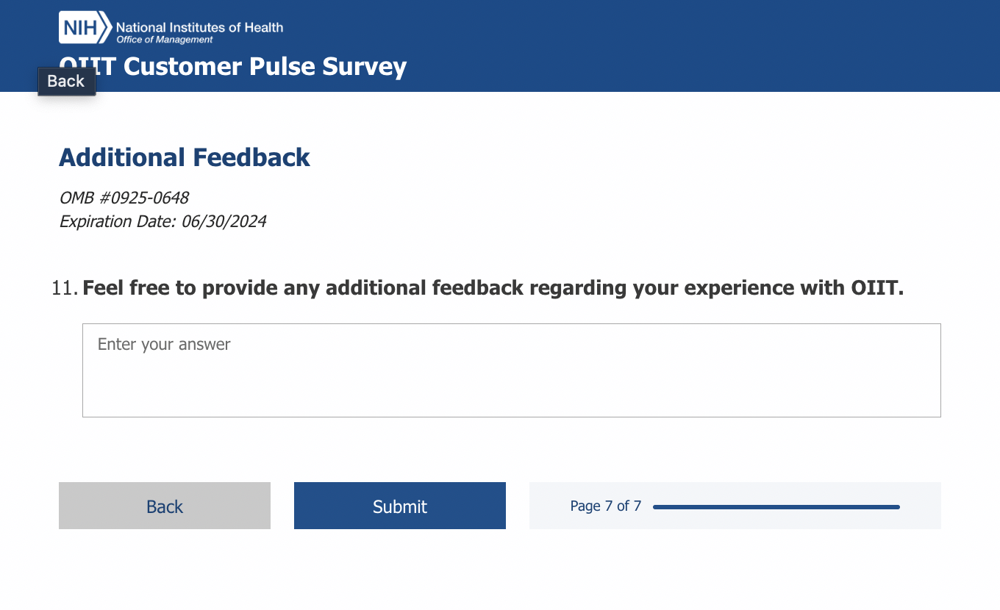 NIH National Institutes of Health
Office of Management
OIIT Customer Pulse Survey
Back
Additional Feedback
OMB #0925-0648
Expiration Date: 06/30/2024
11. Feel free to provide any additional feedback regarding your experience with OIIT.
Enter your answer
Back
Submit
Page 7 of 7